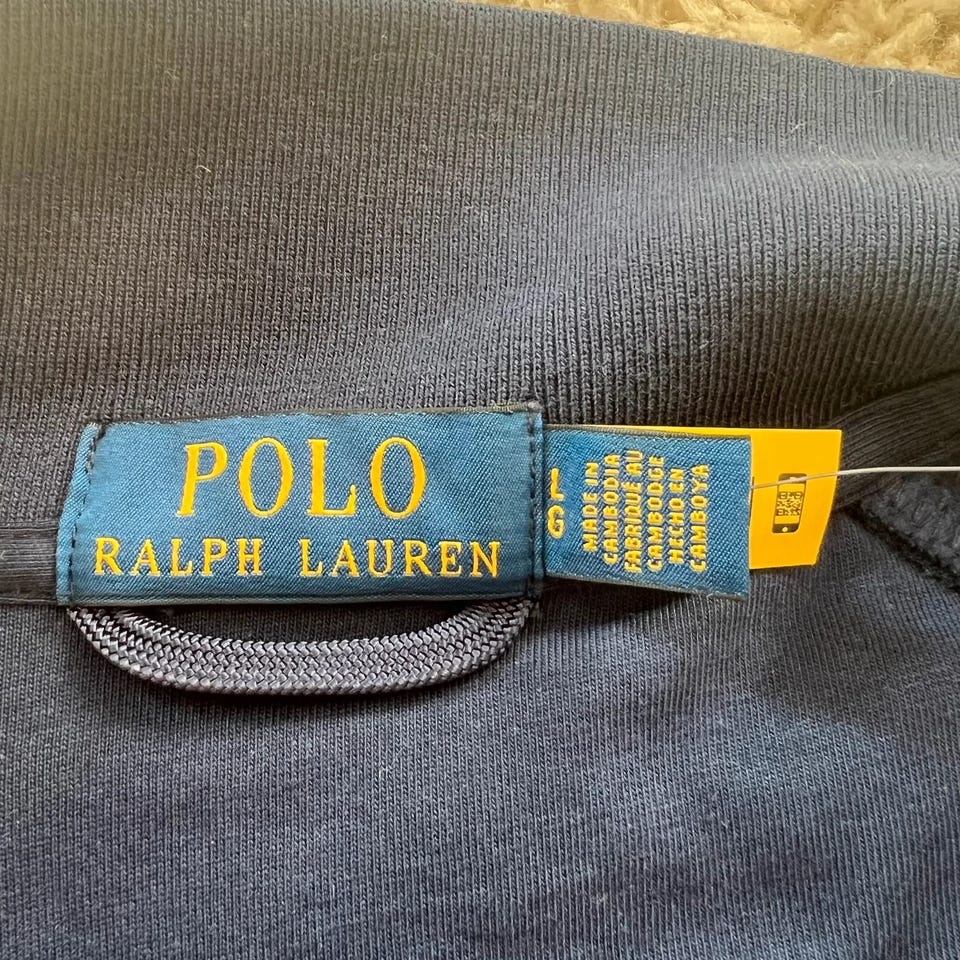 POLO
RALPH LAUREN
L
G
MADE IN
CAMBODIA
FABRIQUÉ AU
CAMBODGE
HECHO EN
CAMBOYA